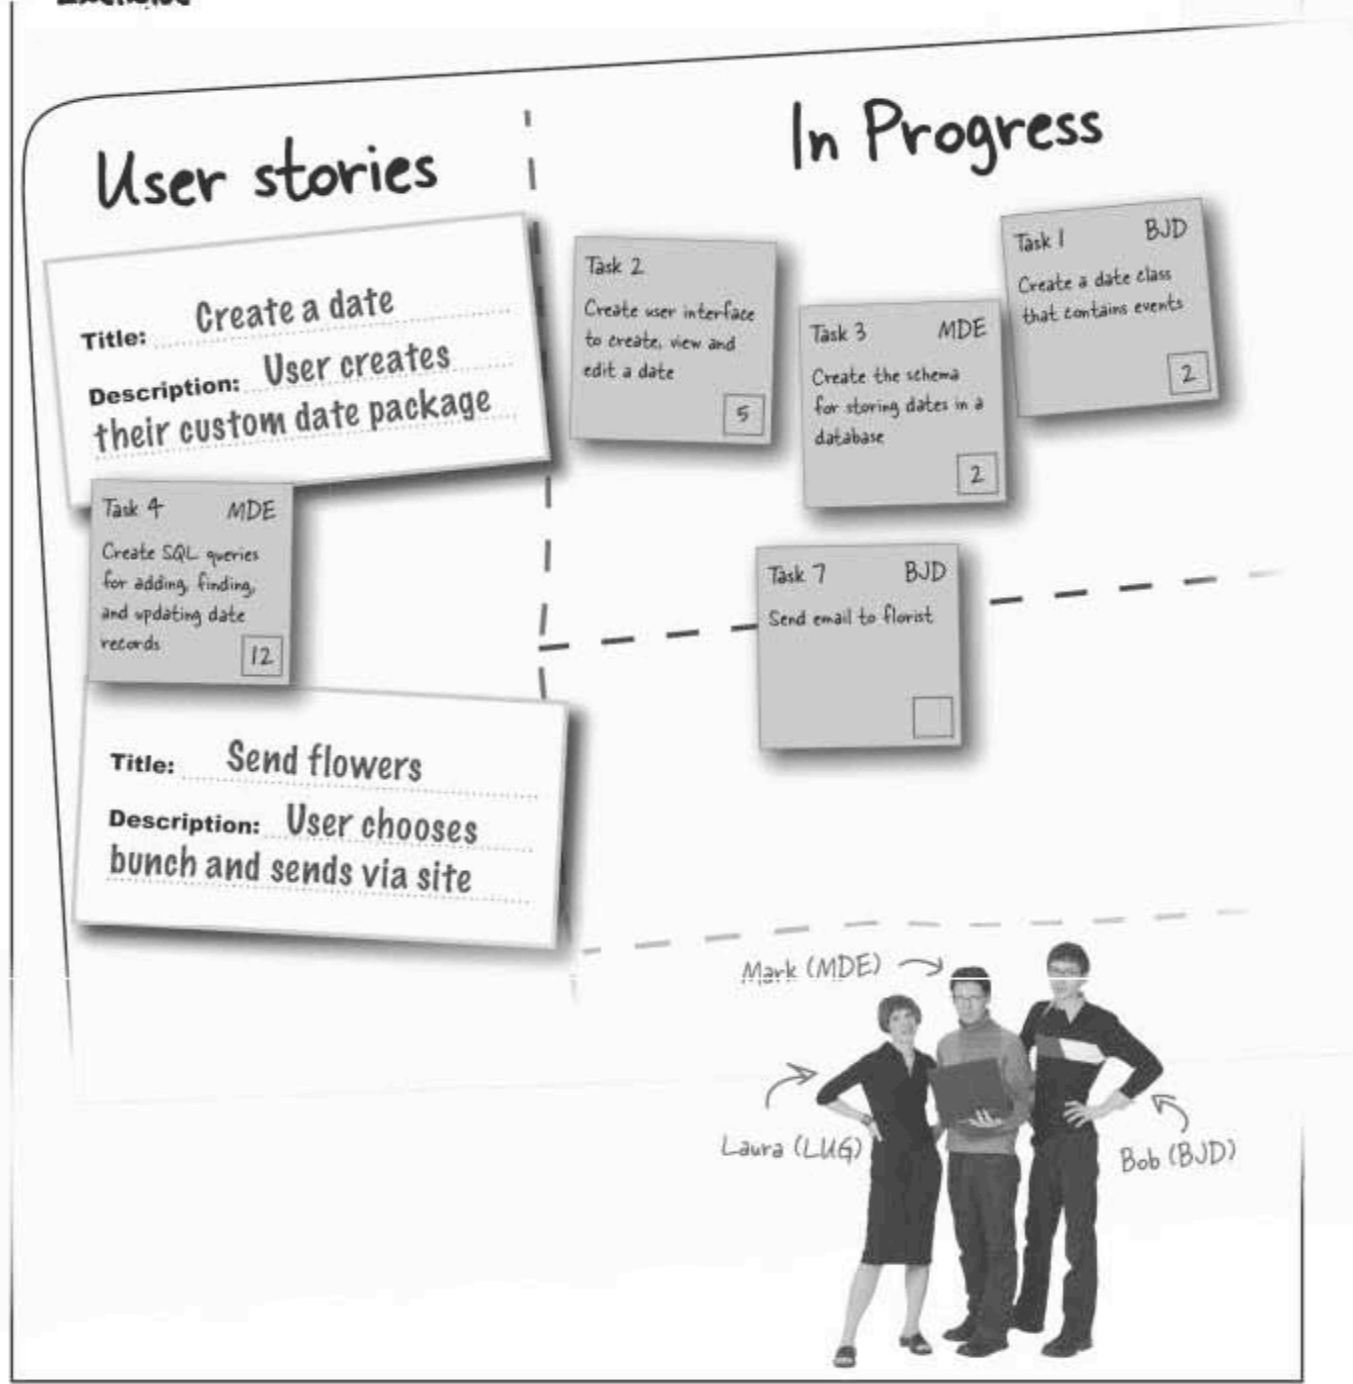 User stories
In Progress
Title: Create a date
Description: User creates
their custom date package
Task 2
Create user interface
to create, view and
edit a date
5
Task 3 MDE
Create the schema
for storing dates in a
database
2
Task 1 BJD
Create a date class
that contains events
2
Task 4 MDE
Create SQL queries
for adding, finding,
and updating date
records
12
Task 7 BJD
Send email to florist
Title: Send flowers
Description: User chooses
bunch and sends via site
Mark (MDE)
Laura (LUG)
Bob (BJD)